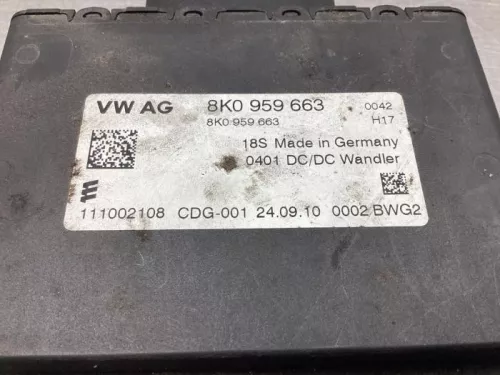 VW AG 8K0 959 663 0042
8K0 959 663 H17
18S Made in Germany
0401 DC/DC Wandler
111002108 CDG-001 24.09.10 0002 BWG2